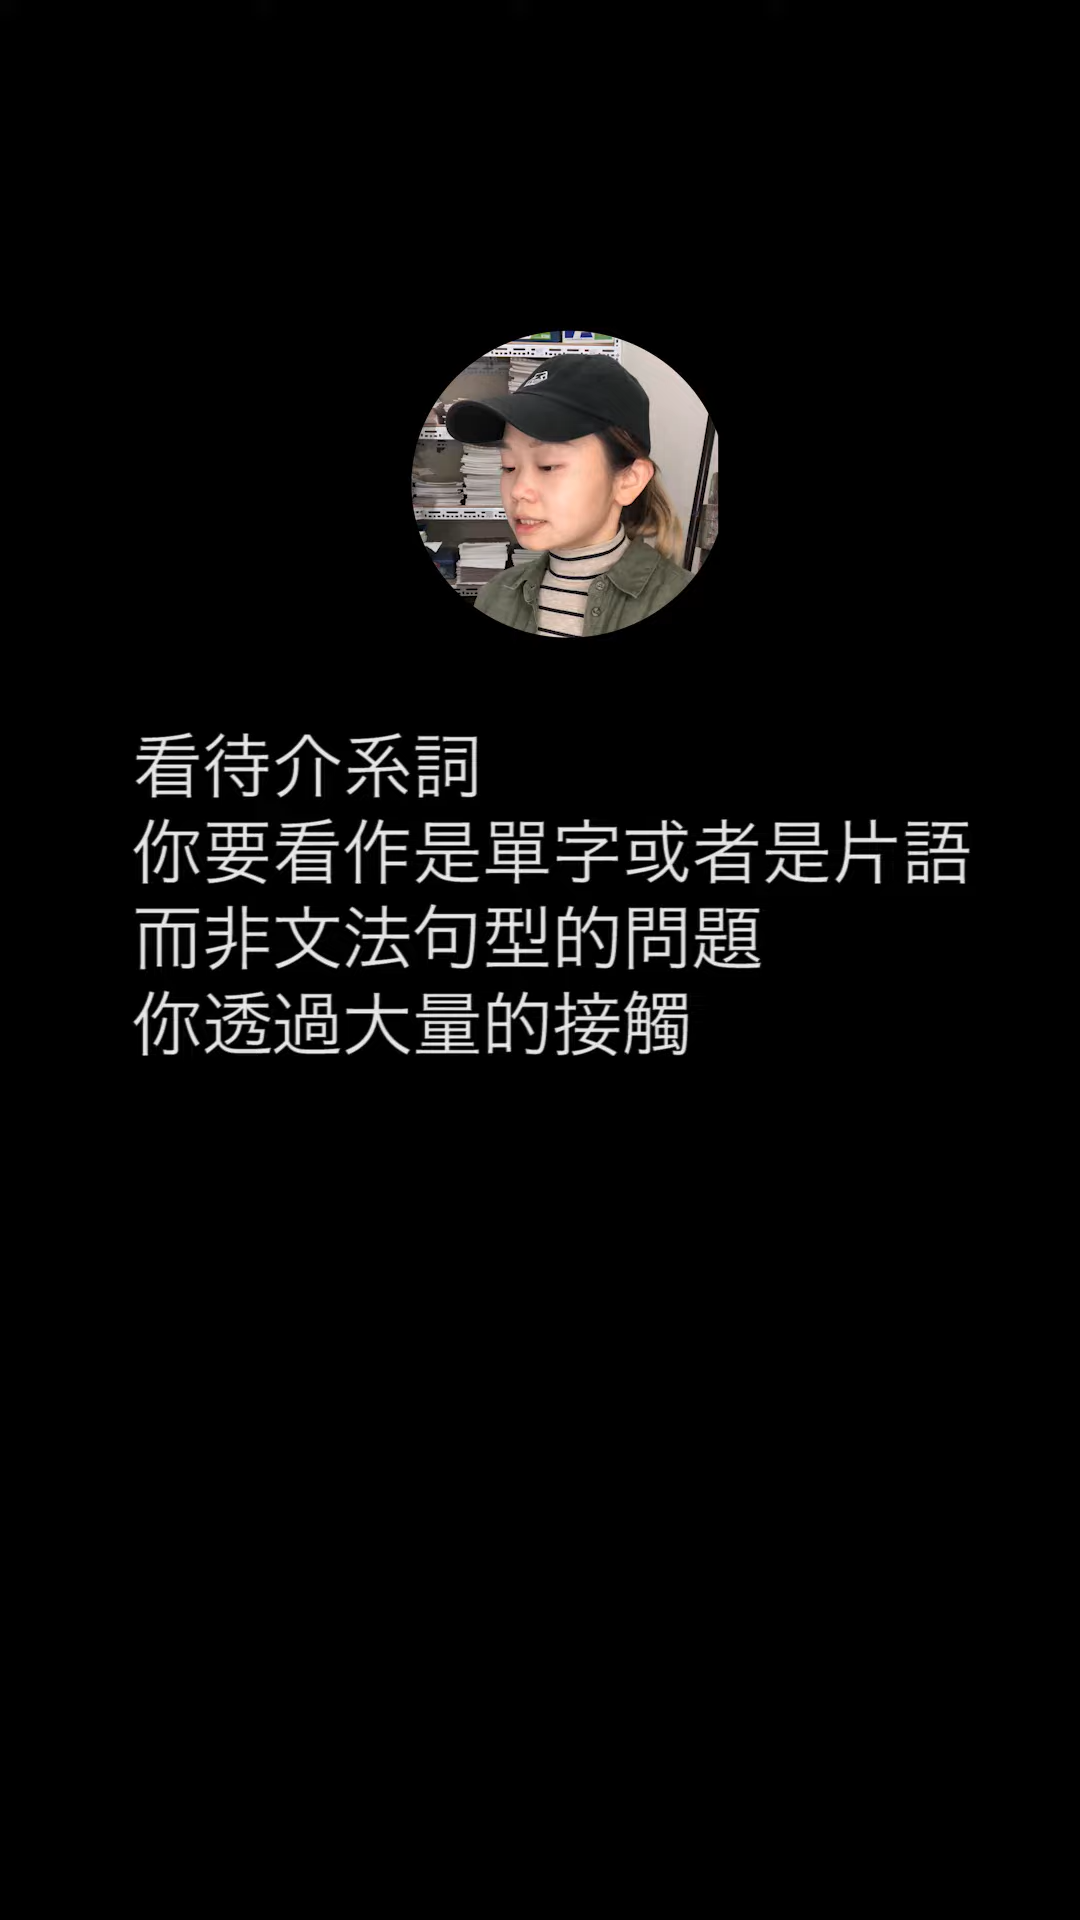 看待介系詞
你要看作是單字或者是片語
而非文法句型的問題
你透過大量的接觸